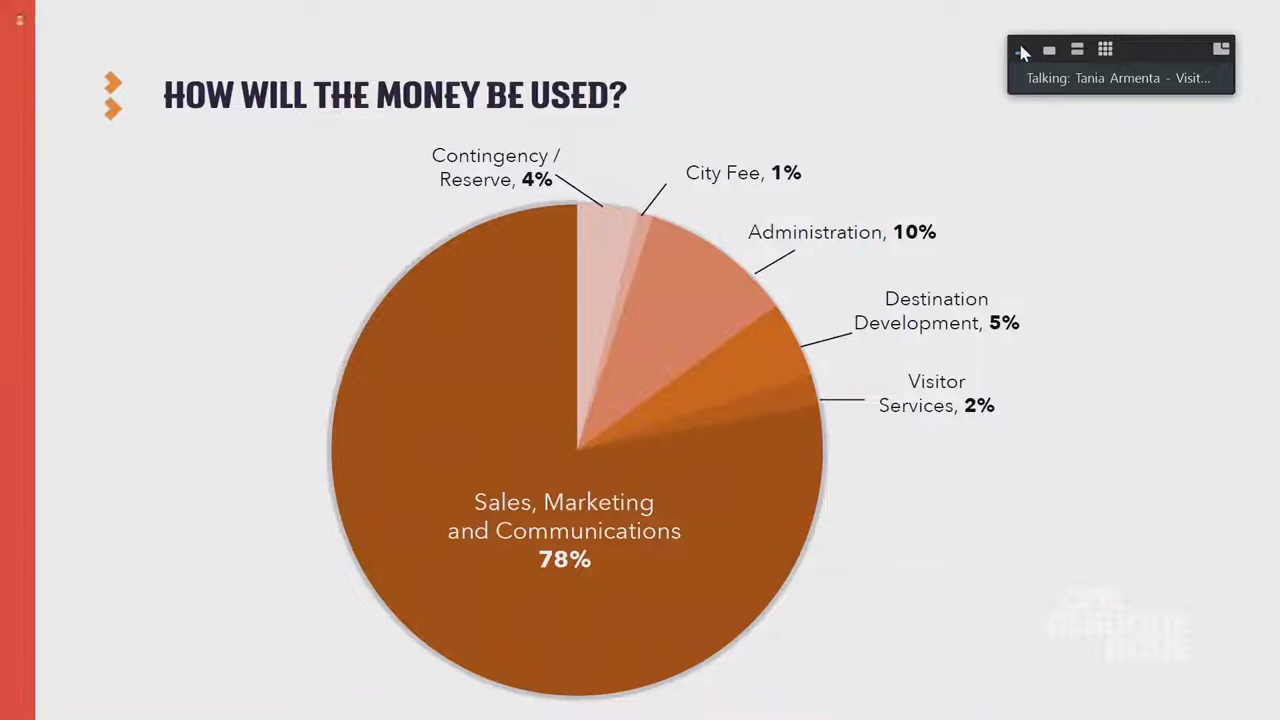 Talking: Tania Armenta - Visit...
HOW WILL THE MONEY BE USED?
Contingency /
Reserve, 4%
City Fee, 1%
Administration, 10%
Destination
Development, 5%
Visitor
Services, 2%
Sales, Marketing
and Communications
78%